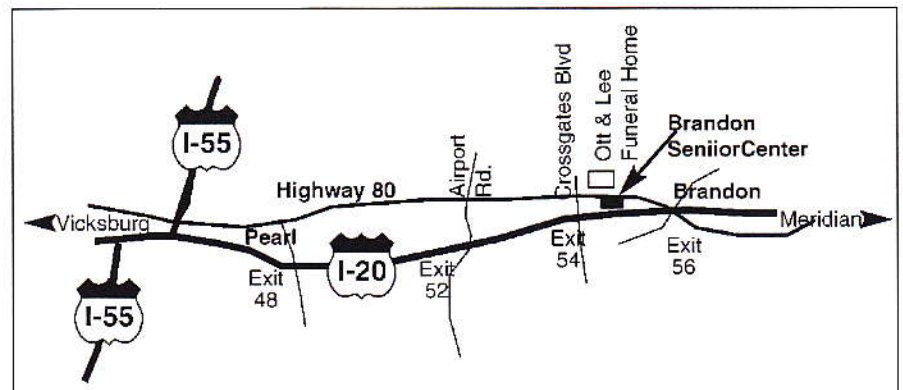 Crossgates Blvd
Ott & Lee
Funeral Home
I-55
Airport
Rd.
Brandon
SeniiorCenter
Highway 80
Brandon
Vicksburg
Meridian
Pearl
Exit
48
I-20
Exit
52
Exit
54
Exit
56
I-55